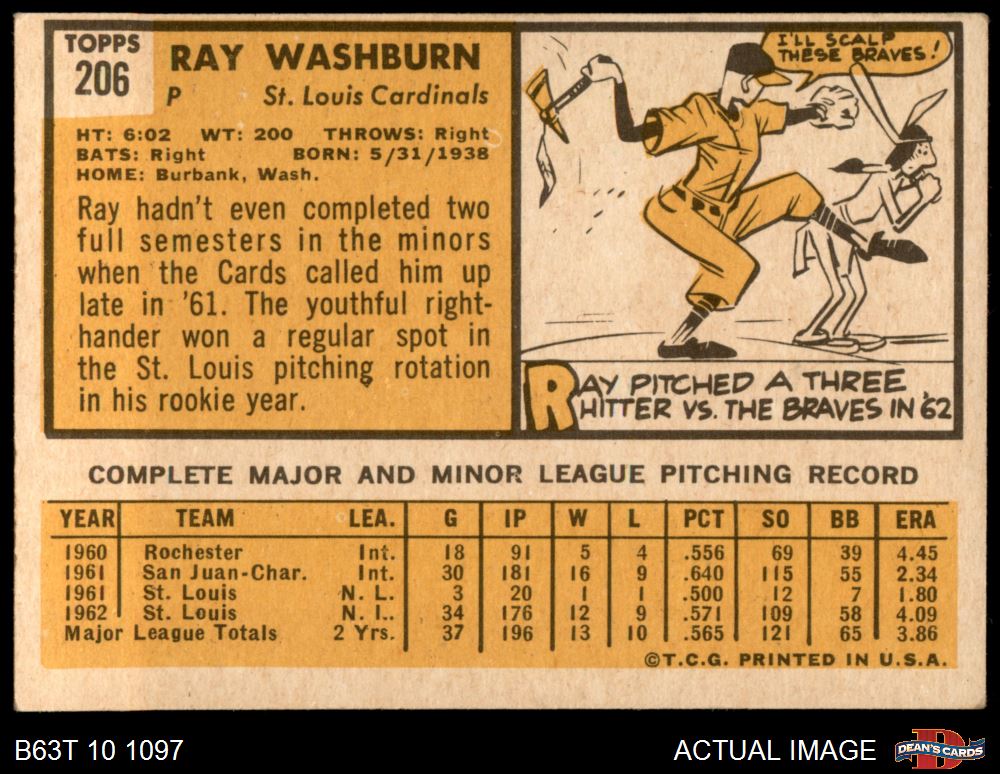 TOPPS
206
RAY WASHBURN
P St. Louis Cardinals
HT: 6:02 WT: 200 THROWS: Right
BATS: Right BORN: 5/31/1938
HOME: Burbank, Wash.
Ray hadn't even completed two
full semesters in the minors
when the Cards called him up
late in '61. The youthful right-
hander won a regular spot in
the St. Louis pitching rotation
in his rookie year.
I'LL SCALP
THESE BRAVES!
RAY PITCHED A THREE
HITTER VS. THE BRAVES IN '62
COMPLETE MAJOR AND MINOR LEAGUE PITCHING RECORD
YEAR TEAM LEA. G IP W L PCT SO BB ERA
1960 Rochester Int. 18 91 5 4 .556 69 39 4.45
1961 San Juan-Char. Int. 30 181 16 9 .640 115 55 2.34
1961 St. Louis N. L. 3 20 1 1 .500 12 7 1.80
1962 St. Louis N. L. 34 176 12 9 .571 109 58 4.09
Major League Totals 2 Yrs. 37 196 13 10 .565 121 65 3.86
©T.C.G. PRINTED IN U.S.A.
B63T 10 1097
ACTUAL IMAGE
D
DEAN'S CARDS